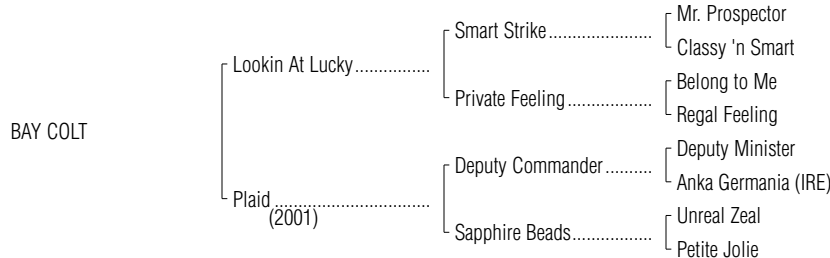 Mr. Prospector
Smart Strike......................
Classy 'n Smart
Lookin At Lucky................
Belong to Me
Private Feeling..................
Regal Feeling
BAY COLT
Deputy Minister
Deputy Commander..........
Anka Germania (IRE)
Plaid .................................
(2001)
Unreal Zeal
Sapphire Beads.................
Petite Jolie